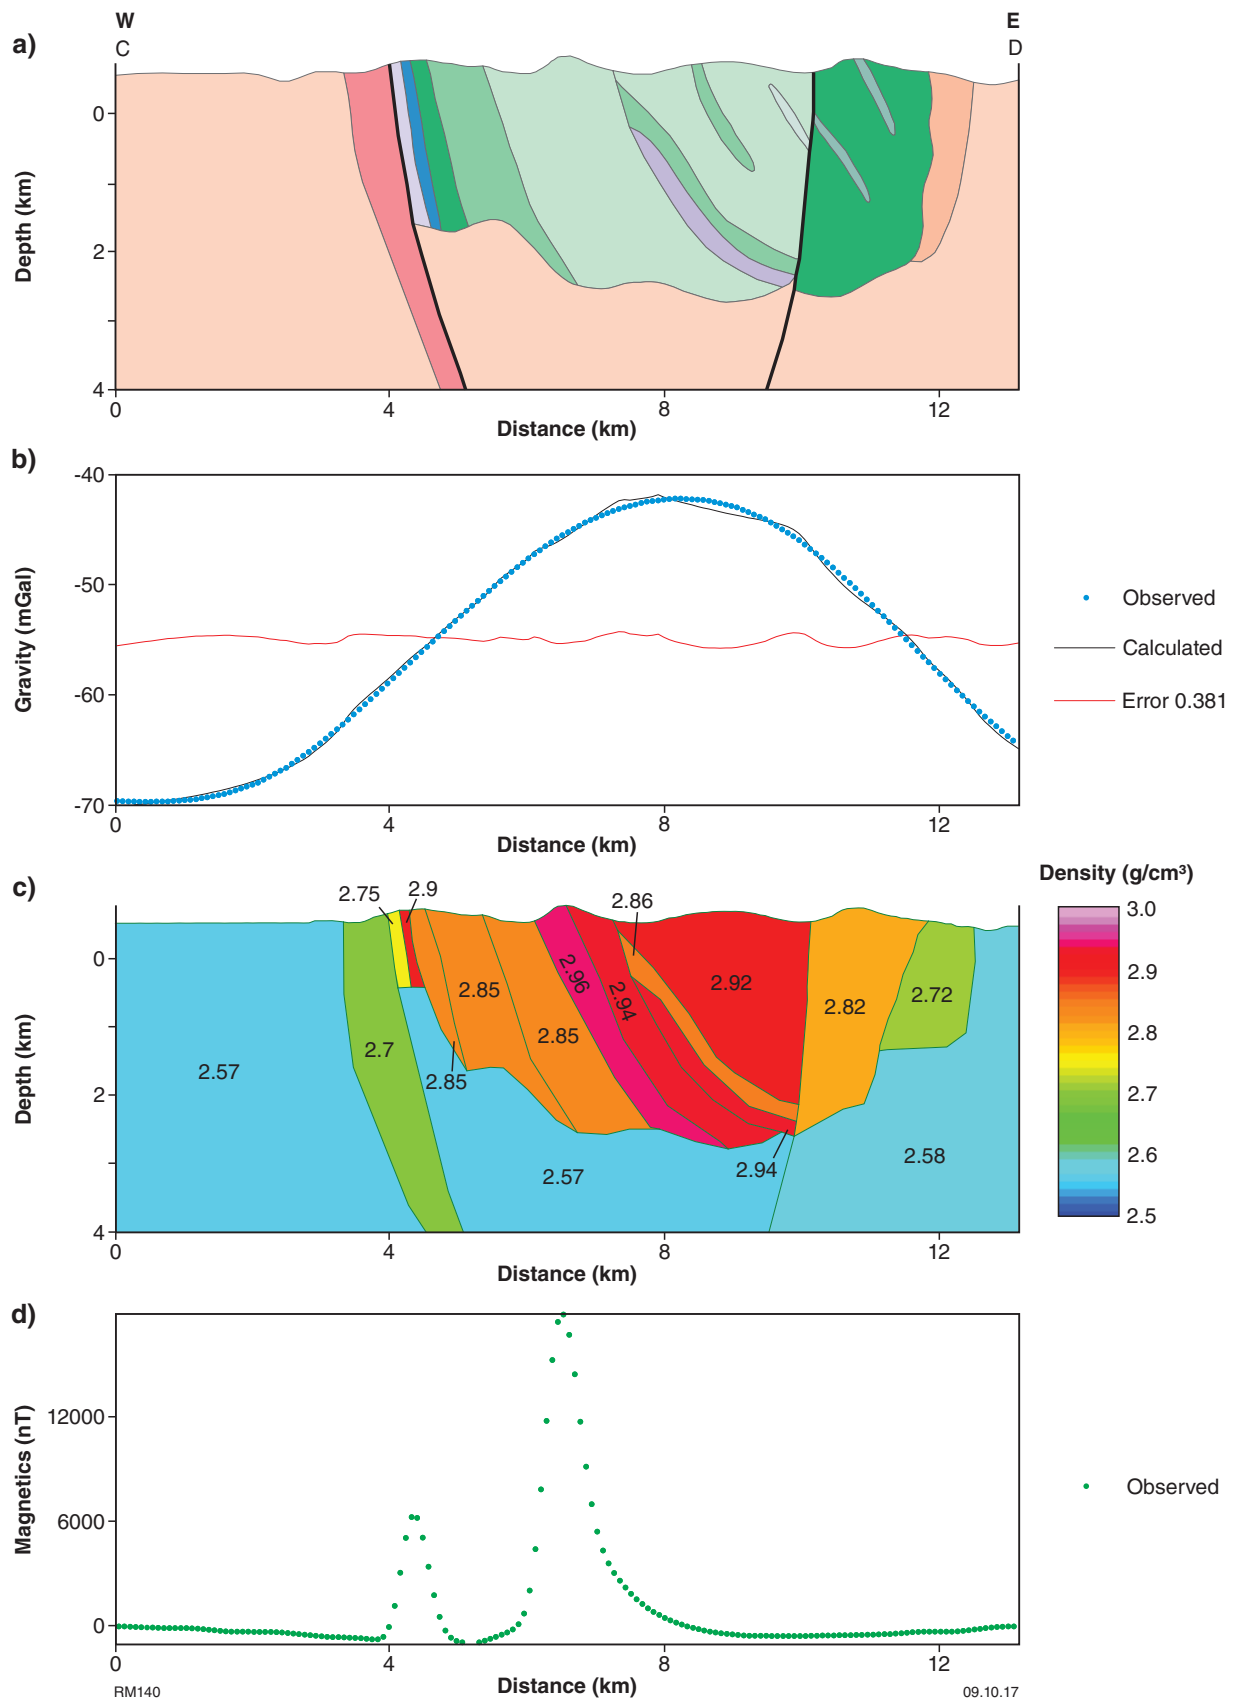 W
E
a)
C
D
0
2
4
Depth (km)
0
4
8
12
Distance (km)
b)
-40
-50
-60
-70
Gravity (mGal)
0
4
8
12
Distance (km)
Observed
Calculated
Error 0.381
c)
2.75
2.9
2.86
2.96
2.94
2.92
2.85
2.85
2.82
2.72
2.7
2.57
2.85
2.94
2.57
2.58
0
2
4
Depth (km)
0
4
8
12
Distance (km)
Density (g/cm³)
3.0
2.9
2.8
2.7
2.6
2.5
d)
12000
6000
0
Magnetics (nT)
Observed
0
4
8
12
Distance (km)
RM140
09.10.17